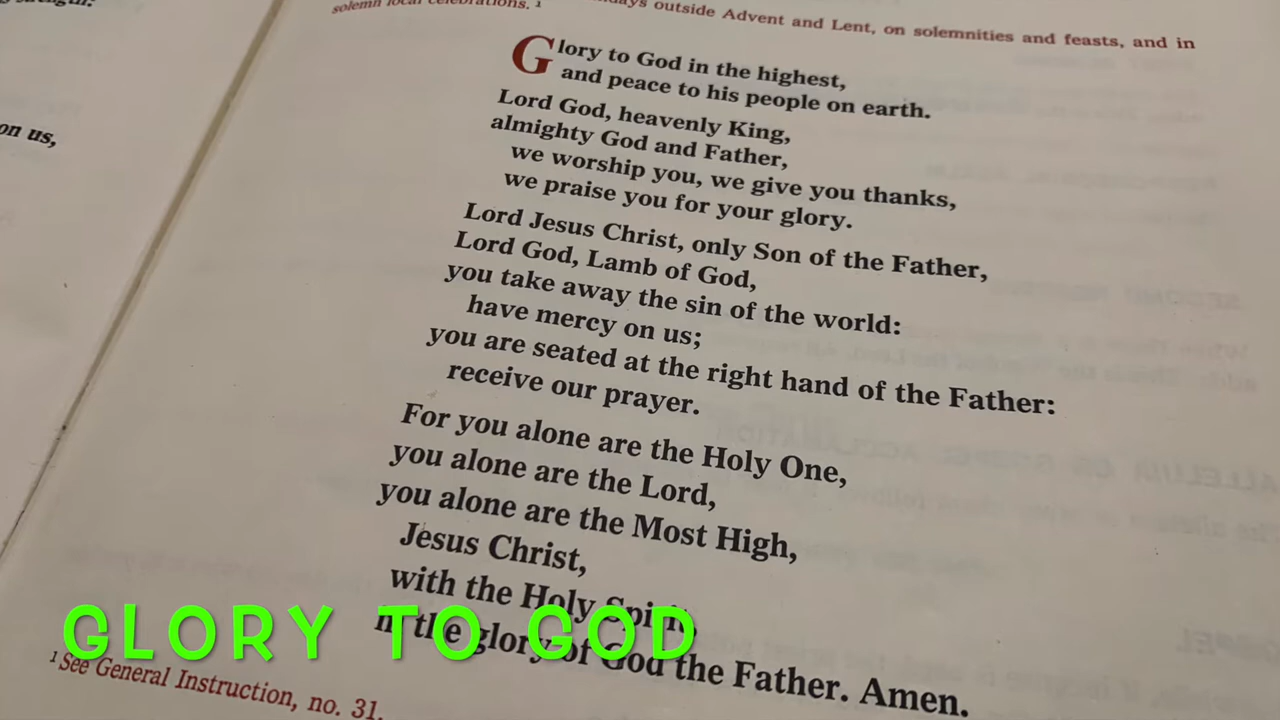 on us,
days outside Advent and Lent, on solemnities and feasts, and in
solemn local celebrations. ¹
Glory to God in the highest,
and peace to his people on earth.
Lord God, heavenly King,
almighty God and Father,
we worship you, we give you thanks,
we praise you for your glory.
Lord Jesus Christ, only Son of the Father,
Lord God, Lamb of God,
you take away the sin of the world:
have mercy on us;
you are seated at the right hand of the Father:
receive our prayer.
For you alone are the Holy One,
you alone are the Lord,
you alone are the Most High,
Jesus Christ,
with the Holy Spirit,
in the glory of God the Father. Amen.
GLORY TO GOD
¹ See General Instruction, no. 31.